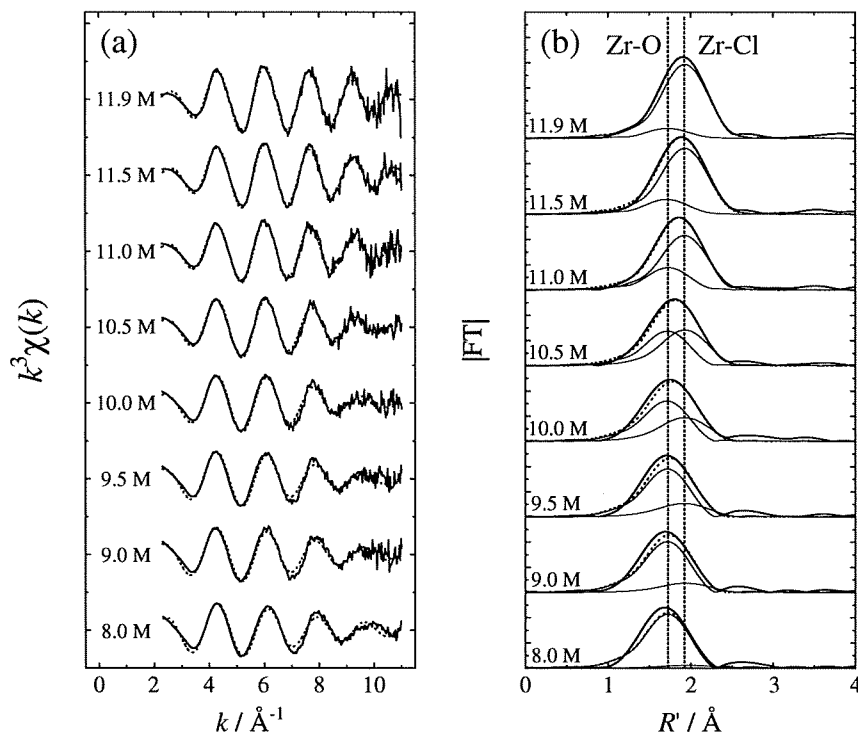 (a)
11.9 M
11.5 M
11.0 M
10.5 M
10.0 M
9.5 M
9.0 M
8.0 M
k³χ(k)
0 2 4 6 8 10
k / Å⁻¹
(b)
Zr-O
Zr-Cl
11.9 M
11.5 M
11.0 M
10.5 M
10.0 M
9.5 M
9.0 M
8.0 M
|FT|
0 1 2 3 4
R' / Å